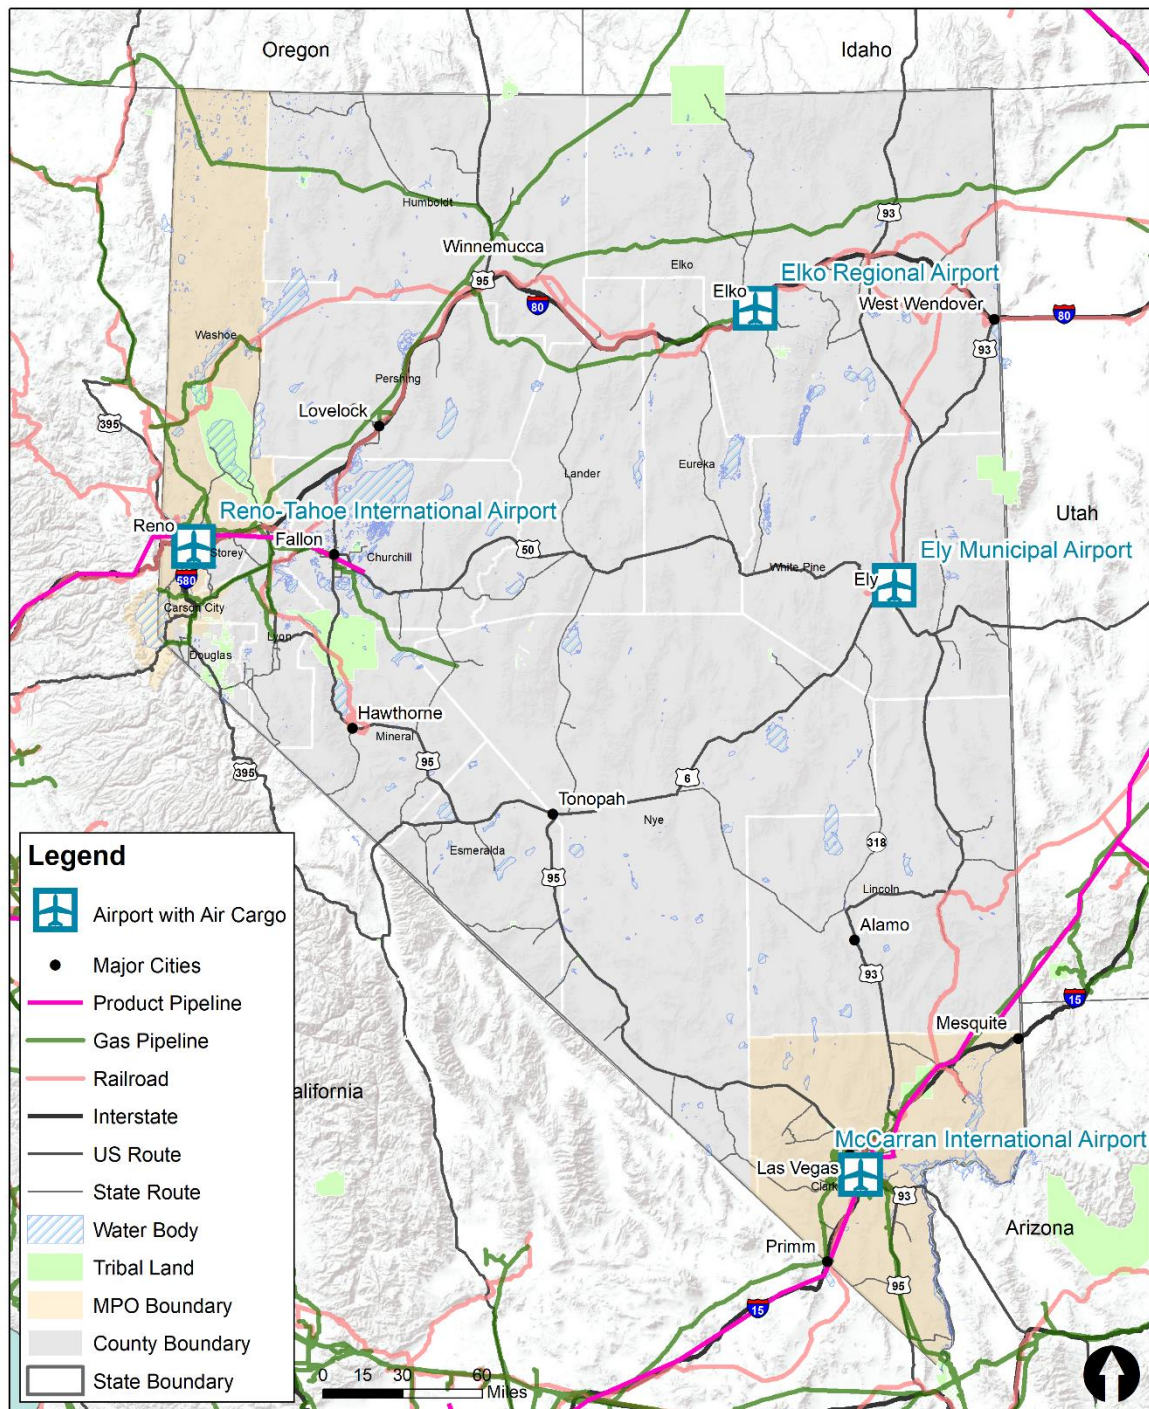 Oregon
Idaho
93
Humboldt
Winnemucca
Elko
Elko Regional Airport
95
Elko
80
West Wendover
80
Washoe
93
Pershing
395
Lovelock
Lander
Eureka
Utah
Reno-Tahoe International Airport
Reno
Fallon
Storey
Churchill
50
Ely Municipal Airport
White Pine
Ely
580
Carson City
Lyon
Douglas
Hawthorne
Mineral
95
395
6
Tonopah
Nye
Esmeralda
318
95
Lincoln
Alamo
93
15
Mesquite
alifornia
McCarran International Airport
Las Vegas
Clark
93
Arizona
Primm
95
15
Legend
Airport with Air Cargo
Major Cities
Product Pipeline
Gas Pipeline
Railroad
Interstate
US Route
State Route
Water Body
Tribal Land
MPO Boundary
County Boundary
State Boundary
0 15 30 60
Miles